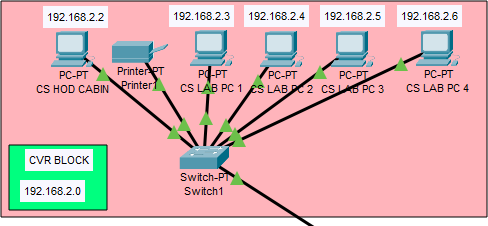 192.168.2.2
192.168.2.3
192.168.2.4
192.168.2.5
192.168.2.6
PC-PT
CS HOD CABIN
Printer-PT
Printer1
PC-PT
CS LAB PC 1
PC-PT
CS LAB PC 2
PC-PT
CS LAB PC 3
PC-PT
CS LAB PC 4
CVR BLOCK
192.168.2.0
Switch-PT
Switch1